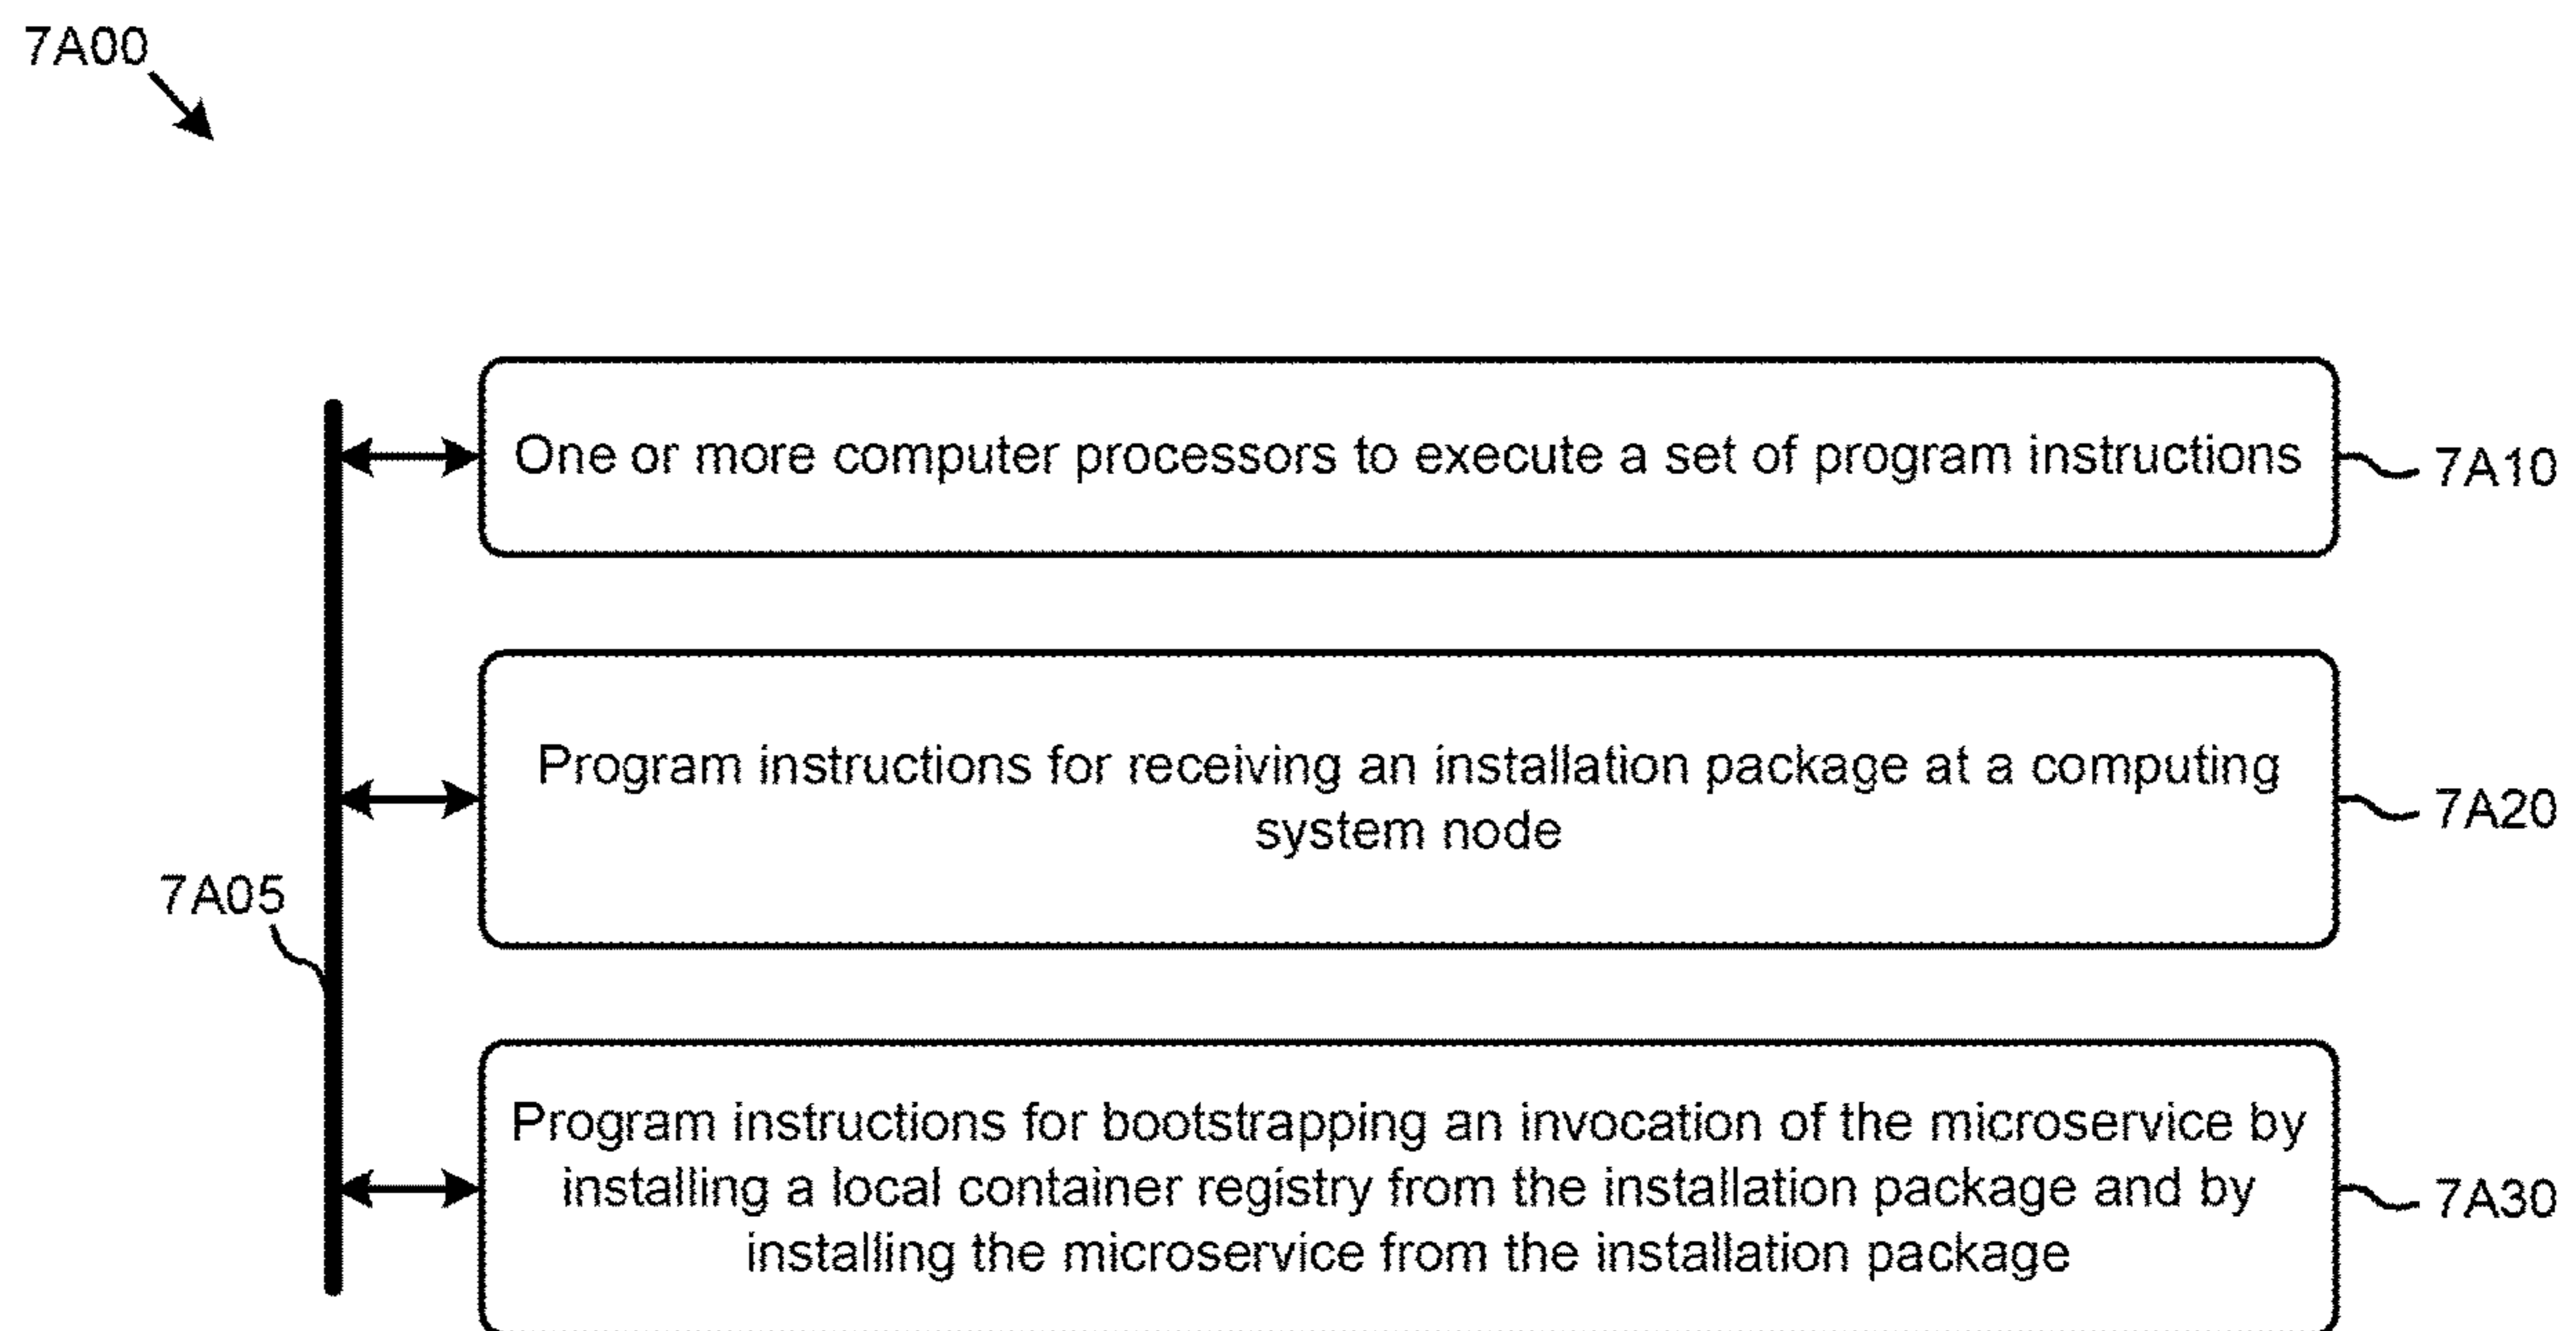 7A00
One or more computer processors to execute a set of program instructions
7A10
Program instructions for receiving an installation package at a computing
system node
7A20
7A05
Program instructions for bootstrapping an invocation of the microservice by
installing a local container registry from the installation package and by
installing the microservice from the installation package
7A30